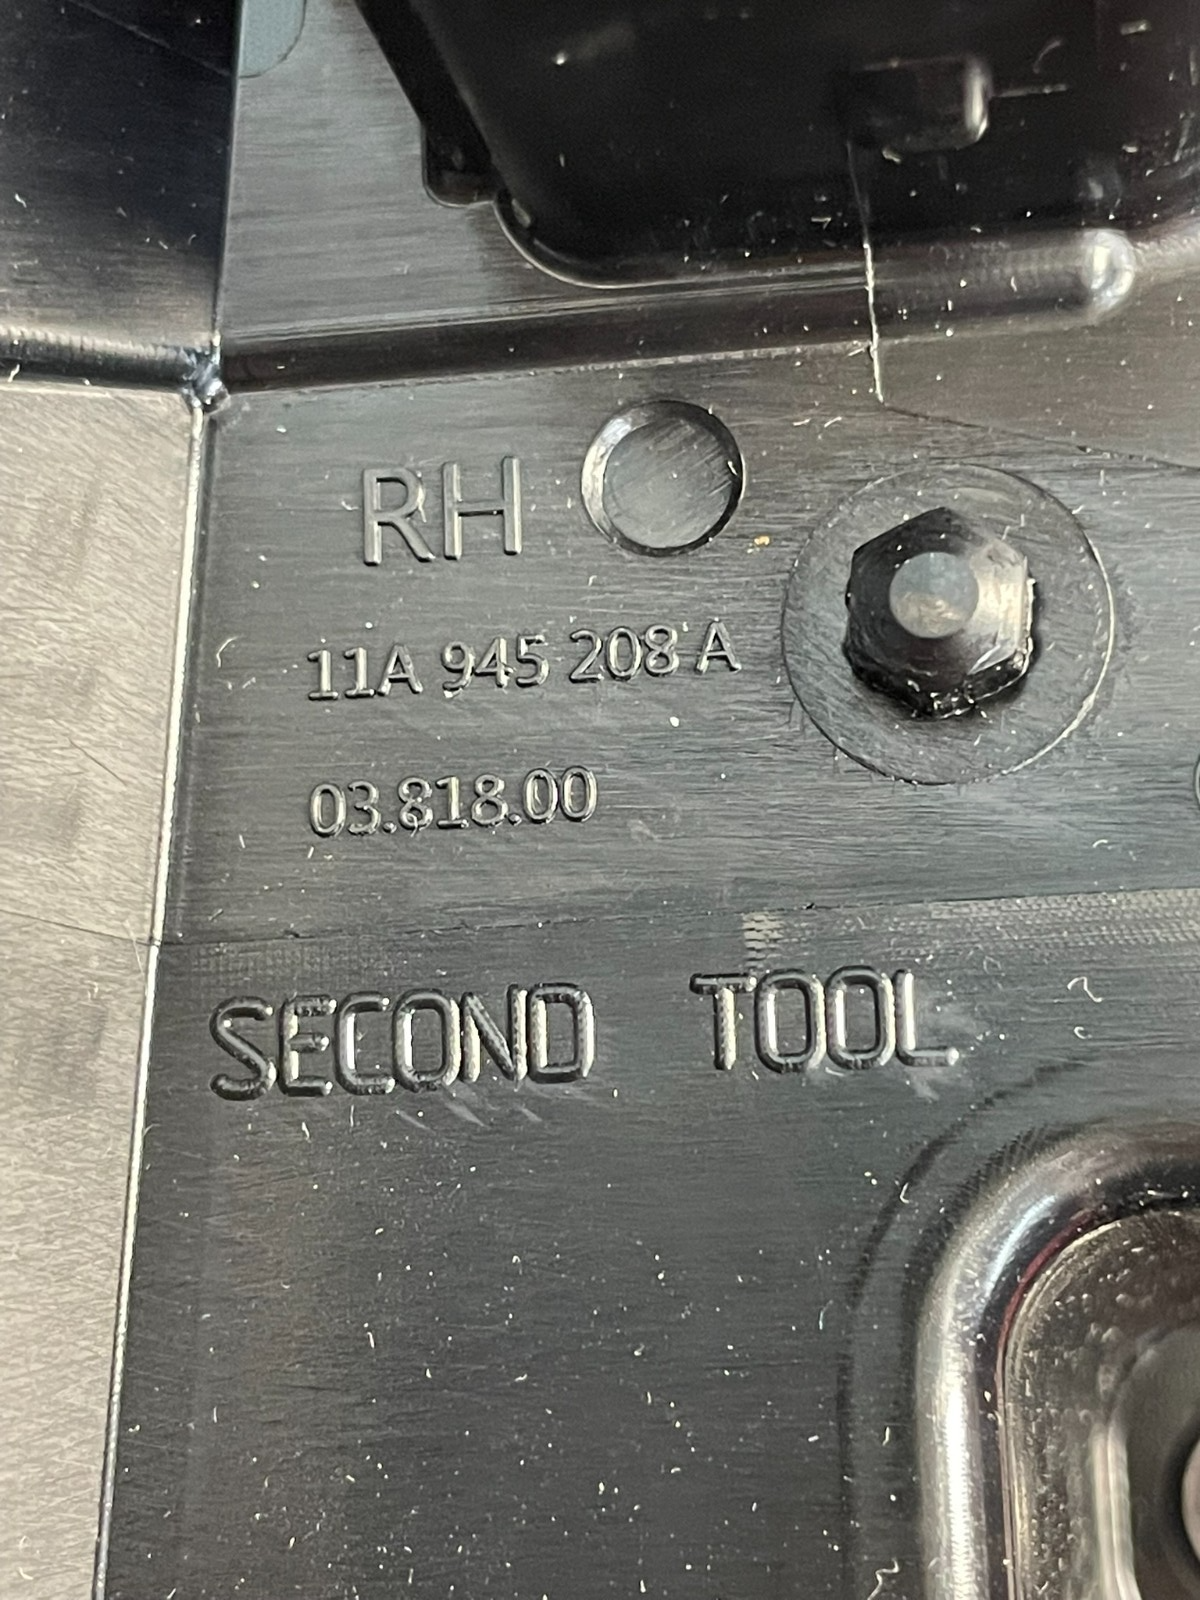 RH
11A 945 208 A
03.818.00
SECOND TOOL